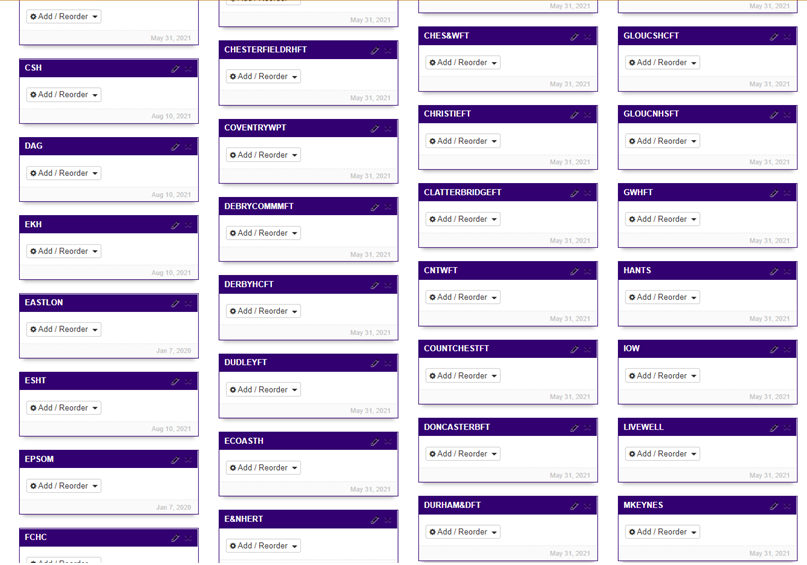 Add / Reorder
May 31, 2021
CSH
Add / Reorder
Aug 10, 2021
DAG
Add / Reorder
Aug 10, 2021
EKH
Add / Reorder
Aug 10, 2021
EASTLON
Add / Reorder
Jan 7, 2020
ESHT
Add / Reorder
Aug 10, 2021
EPSOM
Add / Reorder
Jan 7, 2020
FCHC
Add / Reorder
Add / Reorder
May 31, 2021
CHESTERFIELDRHFT
Add / Reorder
May 31, 2021
COVENTRYWPT
Add / Reorder
May 31, 2021
DEBRYCOMMMFT
Add / Reorder
May 31, 2021
DERBYHCFT
Add / Reorder
May 31, 2021
DUDLEYFT
Add / Reorder
May 31, 2021
ECOASTH
Add / Reorder
May 31, 2021
E&NHERT
Add / Reorder
May 31, 2021
CHES&WFT
Add / Reorder
May 31, 2021
CHRISTIEFT
Add / Reorder
May 31, 2021
CLATTERBRIDGEFT
Add / Reorder
May 31, 2021
CNTWFT
Add / Reorder
May 31, 2021
COUNTCHESTFT
Add / Reorder
May 31, 2021
DONCASTERBFT
Add / Reorder
May 31, 2021
DURHAM&DFT
Add / Reorder
May 31, 2021
May 31, 2021
GLOUCSHCFT
Add / Reorder
May 31, 2021
GLOUCNHSFT
Add / Reorder
May 31, 2021
GWHFT
Add / Reorder
May 31, 2021
HANTS
Add / Reorder
May 31, 2021
IOW
Add / Reorder
May 31, 2021
LIVEWELL
Add / Reorder
May 31, 2021
MKEYNES
Add / Reorder
May 31, 2021